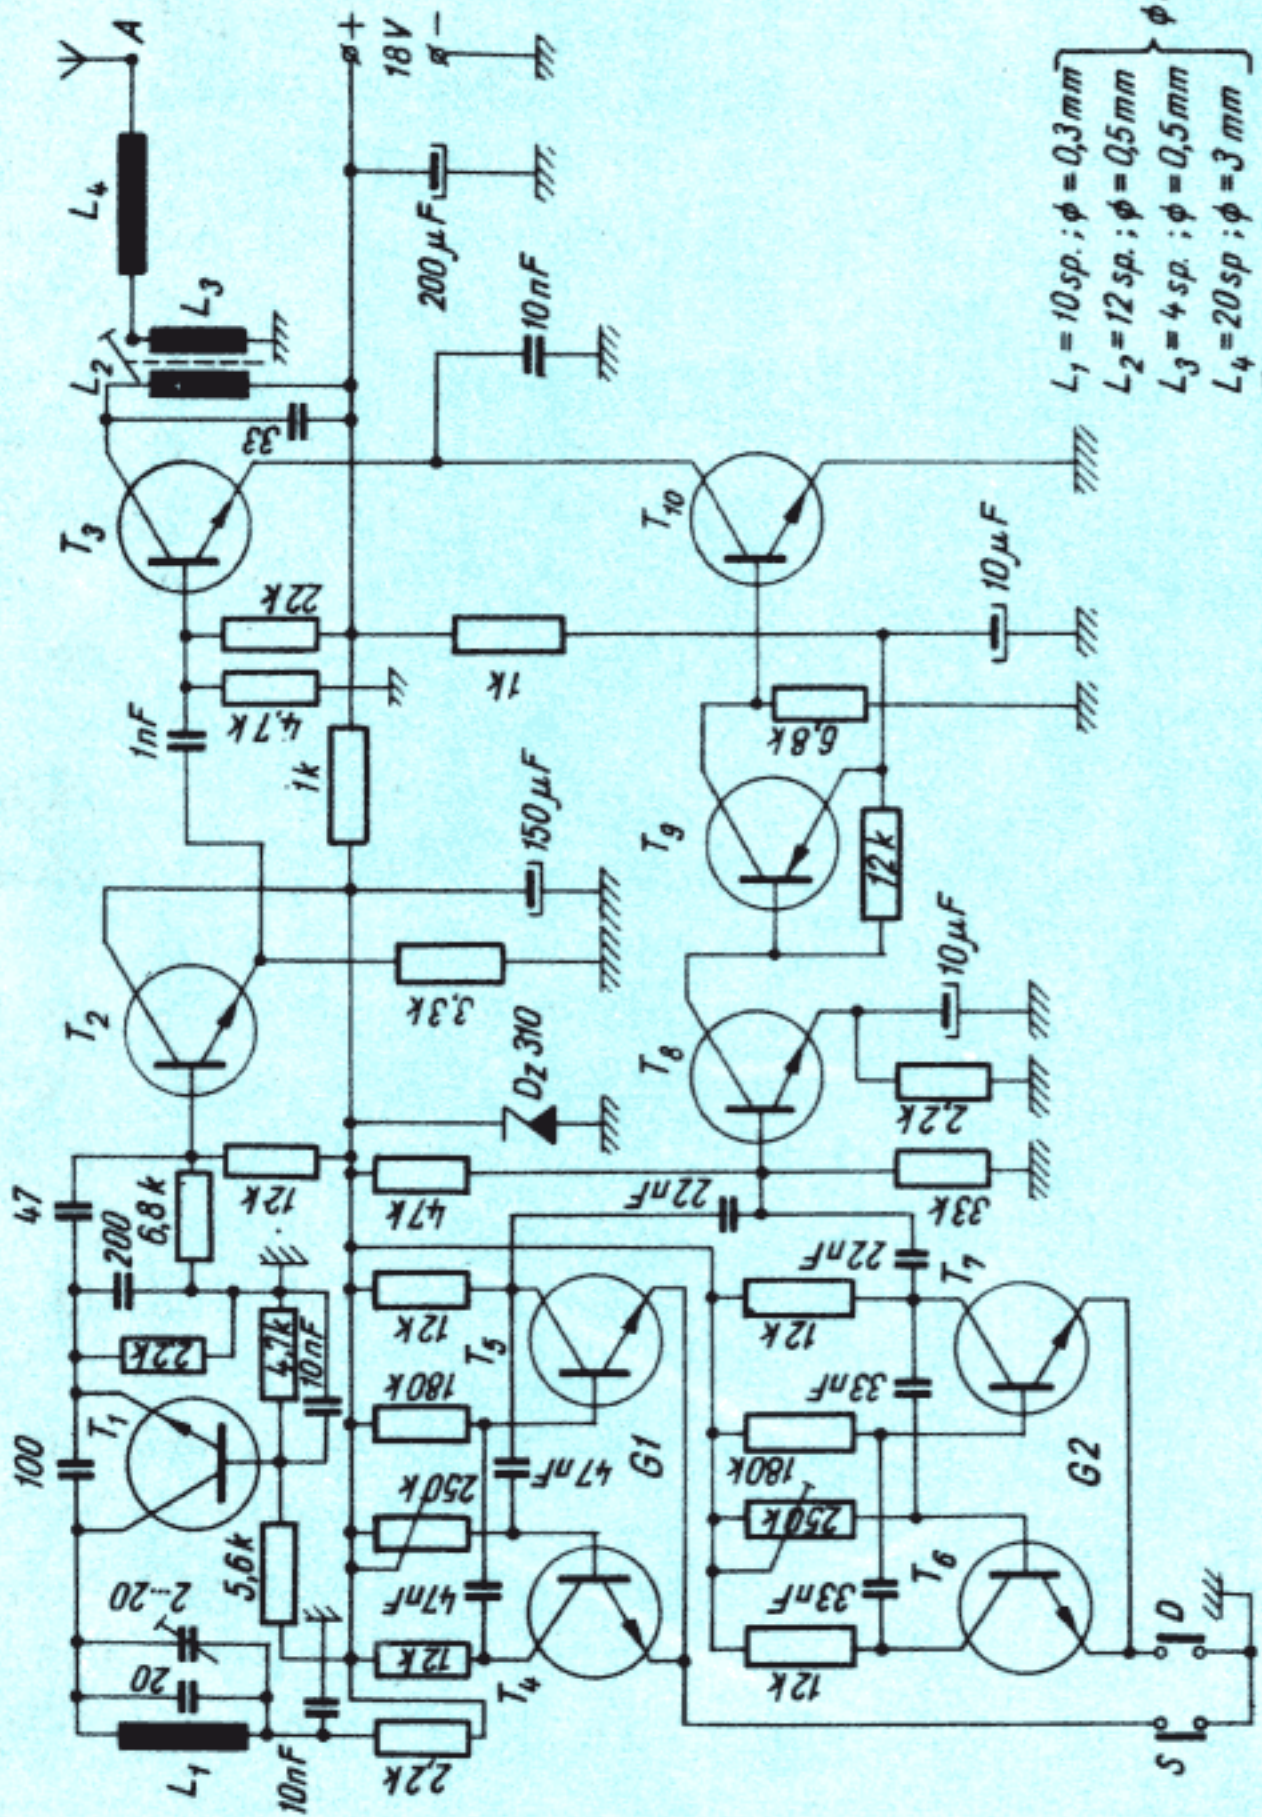 A
L₄
L₂
L₃
+
18V
−
33
200 µF
10nF
T₃
22k
4,7k
1nF
1k
1k
T₁₀
10µF
6,8k
T₉
12k
150µF
T₂
3,3k
Dz 310
T₈
10µF
2,2k
33k
47
200
6,8k
12k
47k
22nF
22nF
100
T₁
22k
4,7k
10nF
12k
T₅
180k
250k
47nF
47nF
G1
12k
T₇
33nF
180k
250k
33nF
G2
5,6k
2...20
20
L₁
10nF
2,2k
12k
T₄
12k
T₆
S
D
L₁ = 10sp.; ϕ = 0,3mm
L₂ = 12sp.; ϕ = 0,5mm
L₃ = 4sp.; ϕ = 0,5mm
L₄ = 20sp; ϕ = 3mm
ϕ